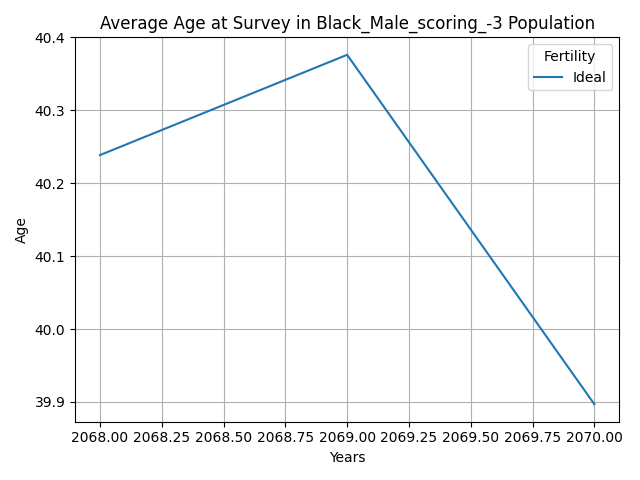 Average Age at Survey in Black_Male_scoring_-3 Population
Fertility
Ideal
40.4
40.3
40.2
40.1
40.0
39.9
Age
2068.00 2068.25 2068.50 2068.75 2069.00 2069.25 2069.50 2069.75 2070.00
Years